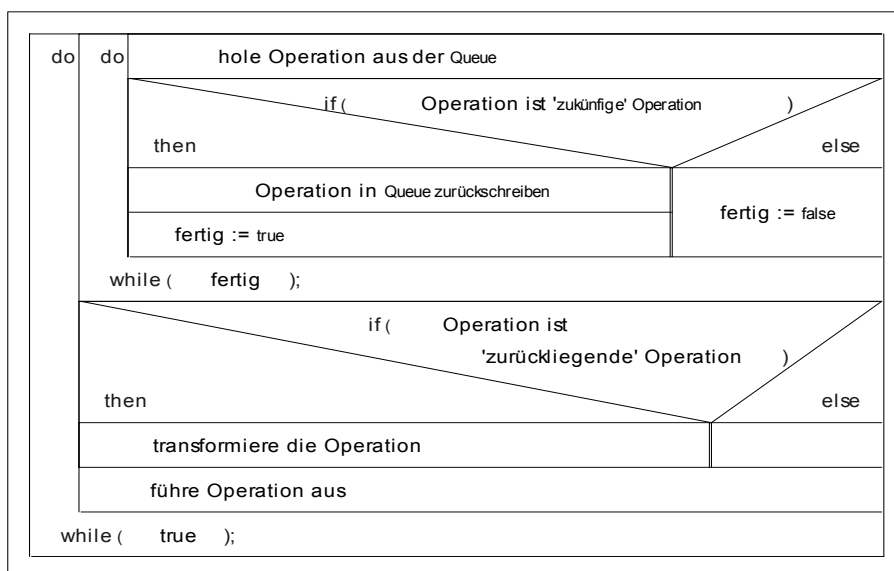 do do hole Operation aus der Queue
if ( Operation ist 'zukünfige' Operation )
then else
Operation in Queue zurückschreiben
fertig := false
fertig := true
while ( fertig );
if ( Operation ist
'zurückliegende' Operation )
then else
transformiere die Operation
führe Operation aus
while ( true );